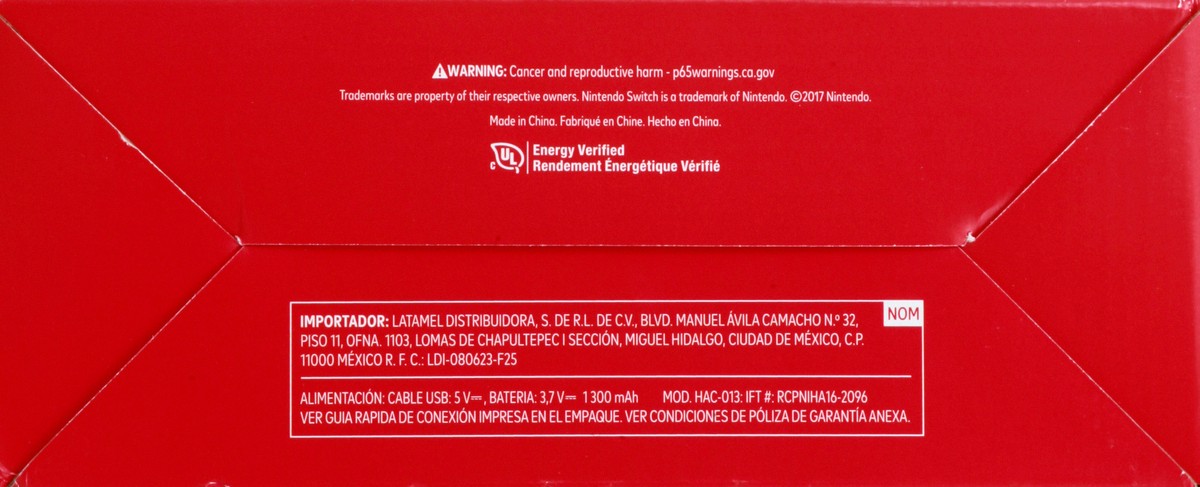 ⚠WARNING: Cancer and reproductive harm - p65warnings.ca.gov
Trademarks are property of their respective owners. Nintendo Switch is a trademark of Nintendo. ©2017 Nintendo.
Made in China. Fabriqué en Chine. Hecho en China.
c UL Energy Verified
Rendement Énergétique Vérifié
NOM
IMPORTADOR: LATAMEL DISTRIBUIDORA, S. DE R.L. DE C.V., BLVD. MANUEL ÁVILA CAMACHO N.º 32,
PISO 11, OFNA. 1103, LOMAS DE CHAPULTEPEC I SECCIÓN, MIGUEL HIDALGO, CIUDAD DE MÉXICO, C.P.
11000 MÉXICO R. F. C.: LDI-080623-F25
ALIMENTACIÓN: CABLE USB: 5 V⎓, BATERIA: 3,7 V⎓ 1 300 mAh MOD. HAC-013: IFT #: RCPNIHA16-2096
VER GUIA RAPIDA DE CONEXIÓN IMPRESA EN EL EMPAQUE. VER CONDICIONES DE PÓLIZA DE GARANTÍA ANEXA.